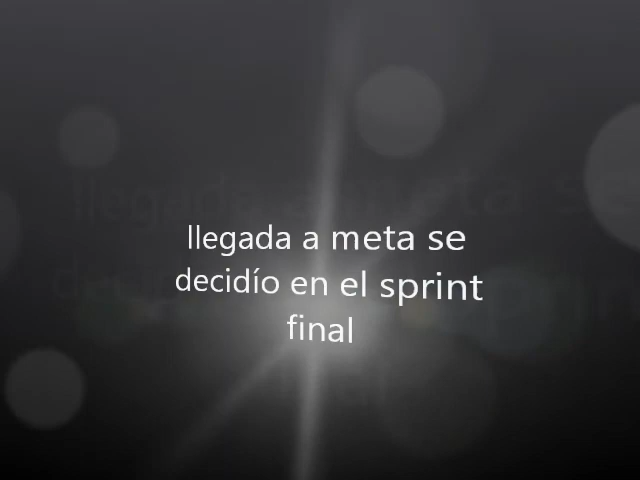 llegada a meta se
decidío en el sprint
final